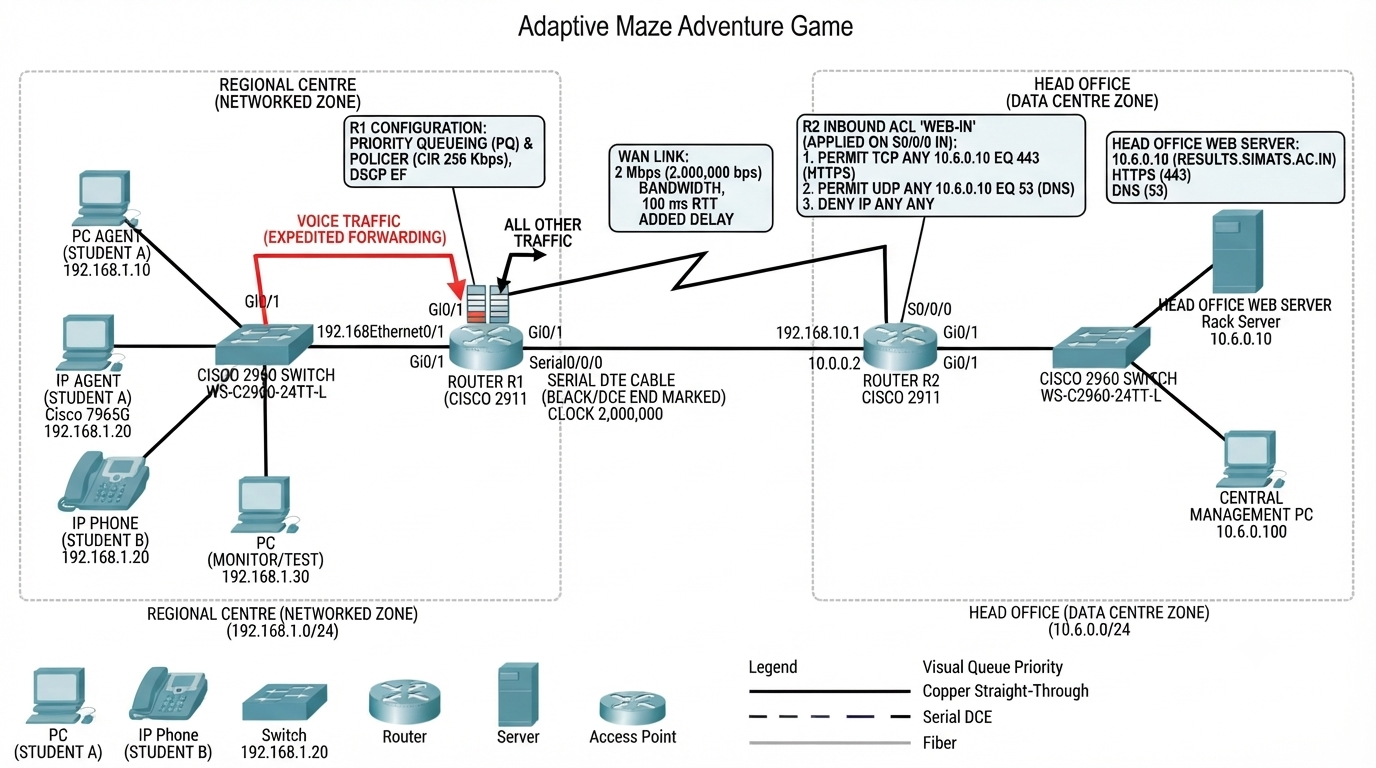 Adaptive Maze Adventure Game
REGIONAL CENTRE
(NETWORKED ZONE)
R1 CONFIGURATION:
PRIORITY QUEUEING (PQ) &
POLICER (CIR 256 Kbps),
DSCP EF
PC AGENT
(STUDENT A)
192.168.1.10
VOICE TRAFFIC
(EXPEDITED FORWARDING)
ALL OTHER
TRAFFIC
GI0/1
GI0/1
192.168Ethernet0/1
Gi0/1
Gi0/1
Serial0/0/0
IP AGENT
(STUDENT A)
Cisco 7965G
192.168.1.20
CISCO 2960 SWITCH
WS-C2900-24TT-L
ROUTER R1
(CISCO 2911
SERIAL DTE CABLE
(BLACK/DCE END MARKED)
CLOCK 2,000,000
IP PHONE
(STUDENT B)
192.168.1.20
PC
(MONITOR/TEST)
192.168.1.30
REGIONAL CENTRE (NETWORKED ZONE)
(192.168.1.0/24)
WAN LINK:
2 Mbps (2.000,000 bps)
BANDWIDTH,
100 ms RTT
ADDED DELAY
HEAD OFFICE
(DATA CENTRE ZONE)
R2 INBOUND ACL 'WEB-IN'
(APPLIED ON S0/0/0 IN):
1. PERMIT TCP ANY 10.6.0.10 EQ 443
(HTTPS)
2. PERMIT UDP ANY 10.6.0.10 EQ 53 (DNS)
3. DENY IP ANY ANY
HEAD OFFICE WEB SERVER:
10.6.0.10 (RESULTS.SIMATS.AC.IN)
HTTPS (443)
DNS (53)
HEAD OFFICE WEB SERVER
Rack Server
10.6.0.10
S0/0/0
192.168.10.1
Gi0/1
10.0.0.2
Gi0/1
ROUTER R2
CISCO 2911
CISCO 2960 SWITCH
WS-C2960-24TT-L
CENTRAL
MANAGEMENT PC
10.6.0.100
HEAD OFFICE (DATA CENTRE ZONE)
(10.6.0.0/24
PC
(STUDENT A)
IP Phone
(STUDENT B)
Switch
192.168.1.20
Router
Server
Access Point
Legend
Visual Queue Priority
Copper Straight-Through
Serial DCE
Fiber